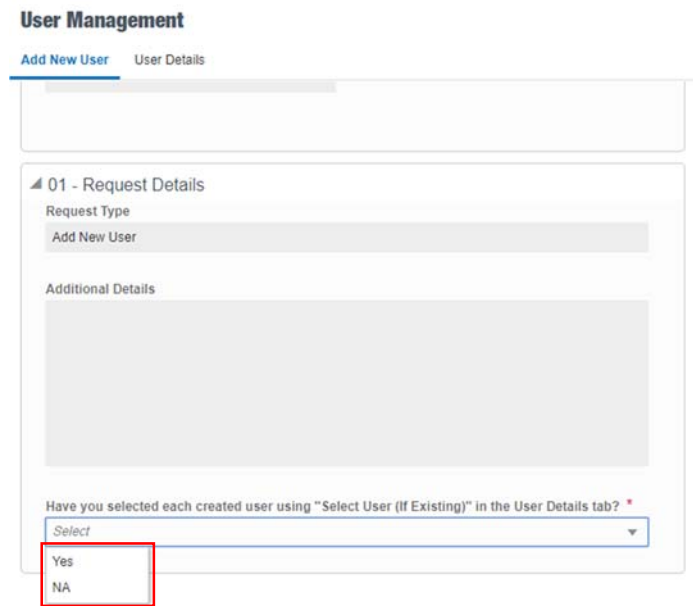 User Management
Add New User User Details
01 - Request Details
Request Type
Add New User
Additional Details
Have you selected each created user using "Select User (If Existing)" in the User Details tab? *
Select
Yes
NA